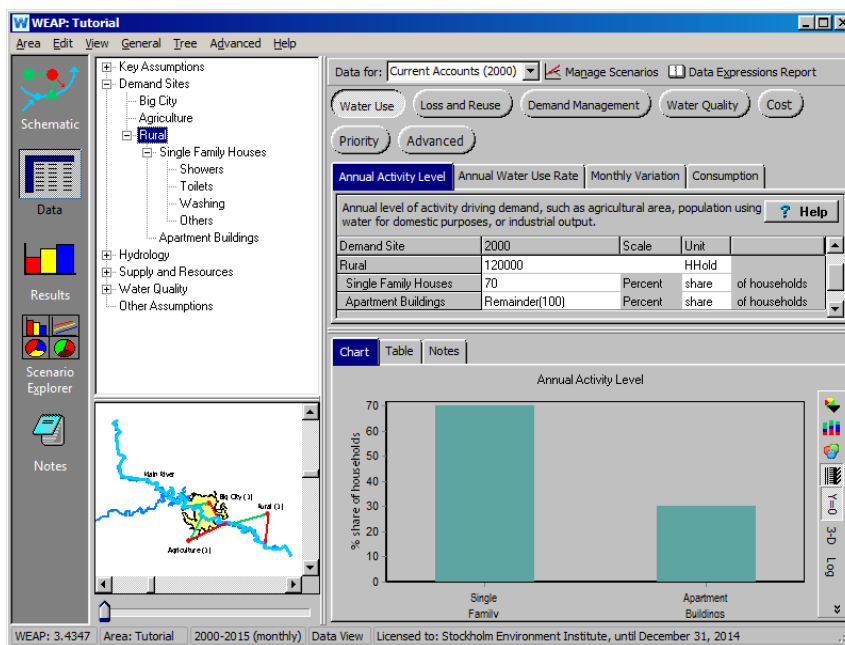 WEAP: Tutorial
Area Edit View General Tree Advanced Help
Schematic
Data
Results
Scenario
Explorer
Notes
Key Assumptions
Demand Sites
Big City
Agriculture
Rural
Single Family Houses
Showers
Toilets
Washing
Others
Apartment Buildings
Hydrology
Supply and Resources
Water Quality
Other Assumptions
Main River
Big City (1)
Rural (1)
Agriculture (1)
Data for: Current Accounts (2000) Manage Scenarios Data Expressions Report
Water Use Loss and Reuse Demand Management Water Quality Cost
Priority Advanced
Annual Activity Level Annual Water Use Rate Monthly Variation Consumption
Annual level of activity driving demand, such as agricultural area, population using
water for domestic purposes, or industrial output.
? Help
Demand Site 2000 Scale Unit
Rural 120000 HHold
Single Family Houses 70 Percent share of households
Apartment Buildings Remainder(100) Percent share of households
Chart Table Notes
Annual Activity Level
% share of households
70
60
50
40
30
20
10
0
Single
Family
Apartment
Buildings
Y=0
3-D
Log
WEAP: 3.4347 Area: Tutorial 2000-2015 (monthly) Data View Licensed to: Stockholm Environment Institute, until December 31, 2014